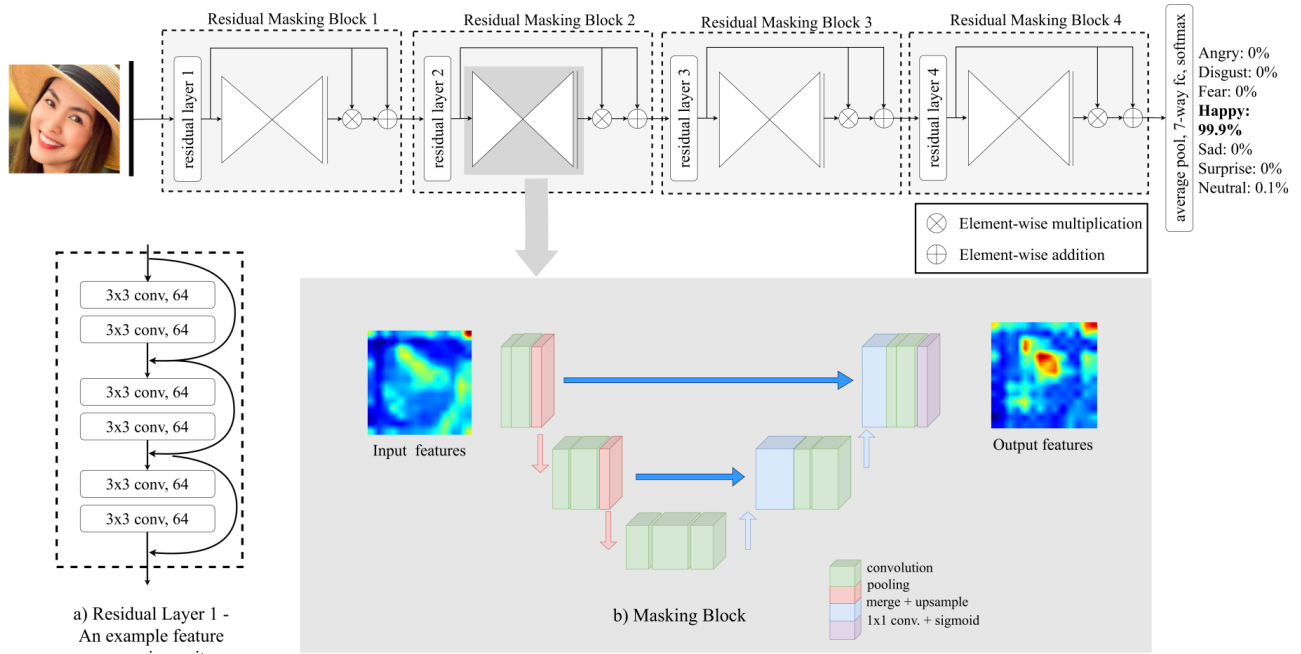 Residual Masking Block 1
Residual Masking Block 2
Residual Masking Block 3
Residual Masking Block 4
residual layer 1
residual layer 2
residual layer 3
residual layer 4
average pool, 7-way fc, softmax
Angry: 0%
Disgust: 0%
Fear: 0%
Happy:
99.9%
Sad: 0%
Surprise: 0%
Neutral: 0.1%
Element-wise multiplication
Element-wise addition
3x3 conv, 64
3x3 conv, 64
3x3 conv, 64
3x3 conv, 64
3x3 conv, 64
3x3 conv, 64
a) Residual Layer 1 -
An example feature
Input features
Output features
convolution
pooling
merge + upsample
1x1 conv. + sigmoid
b) Masking Block